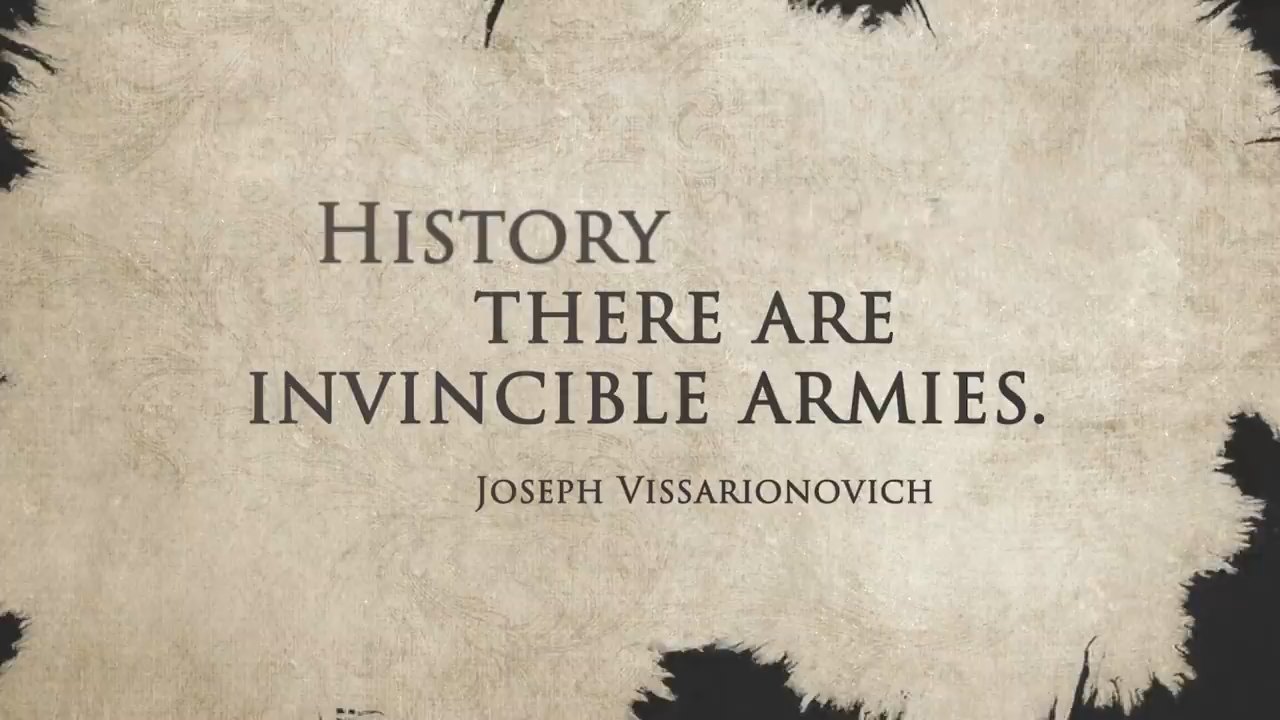 History
there are
invincible armies.
Joseph Vissarionovich